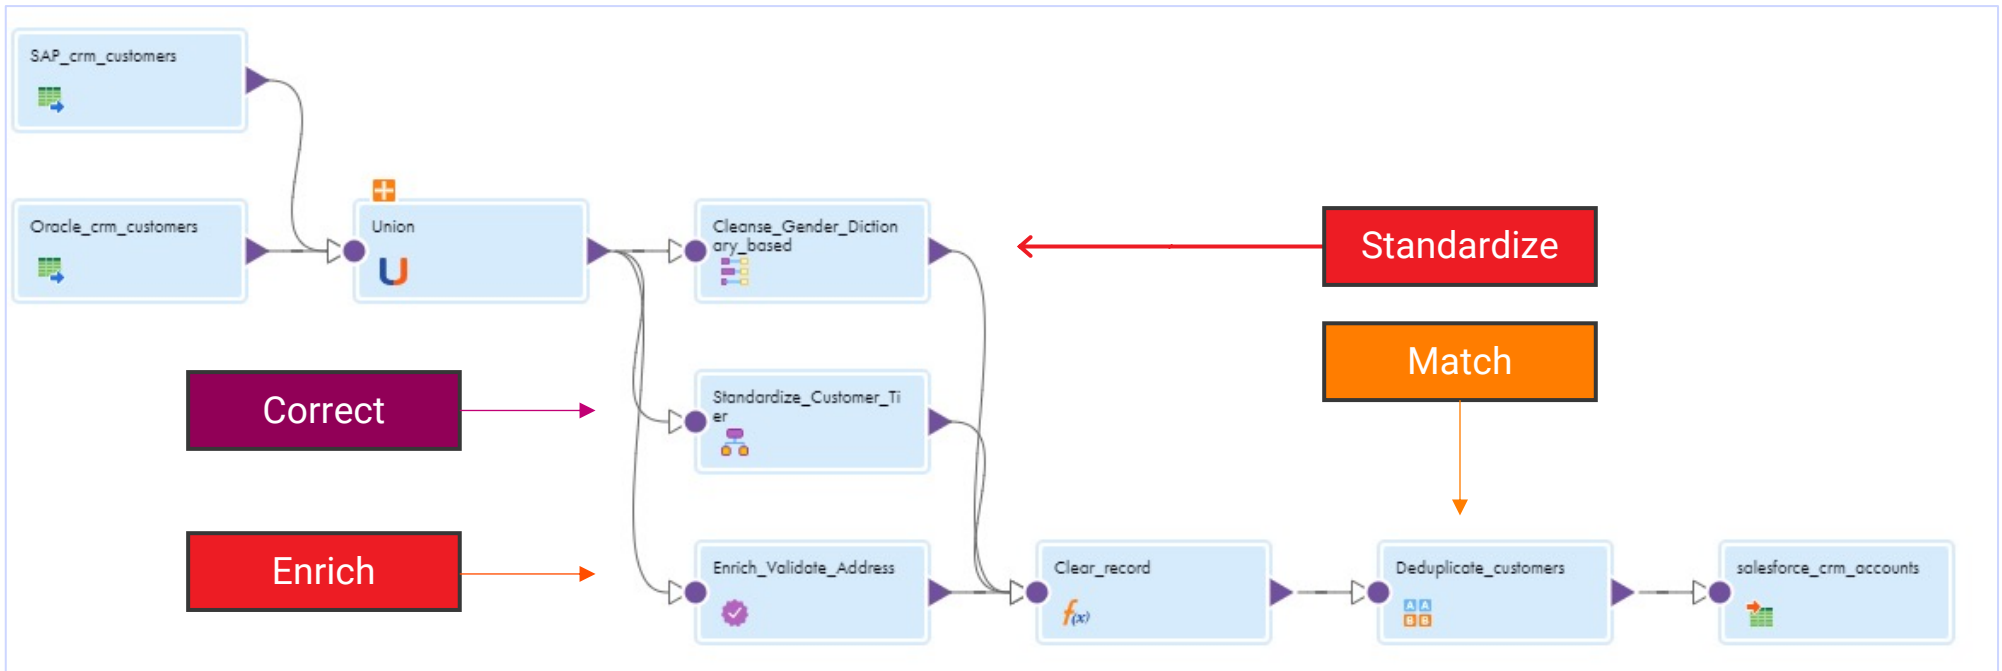 SAP_crm_customers
Oracle_crm_customers
Union
Cleanse_Gender_Diction
ary_based
Standardize
Match
Correct
Standardize_Customer_Ti
er
Enrich
Enrich_Validate_Address
Clear_record
f(x)
Deduplicate_customers
A A
B B
salesforce_crm_accounts